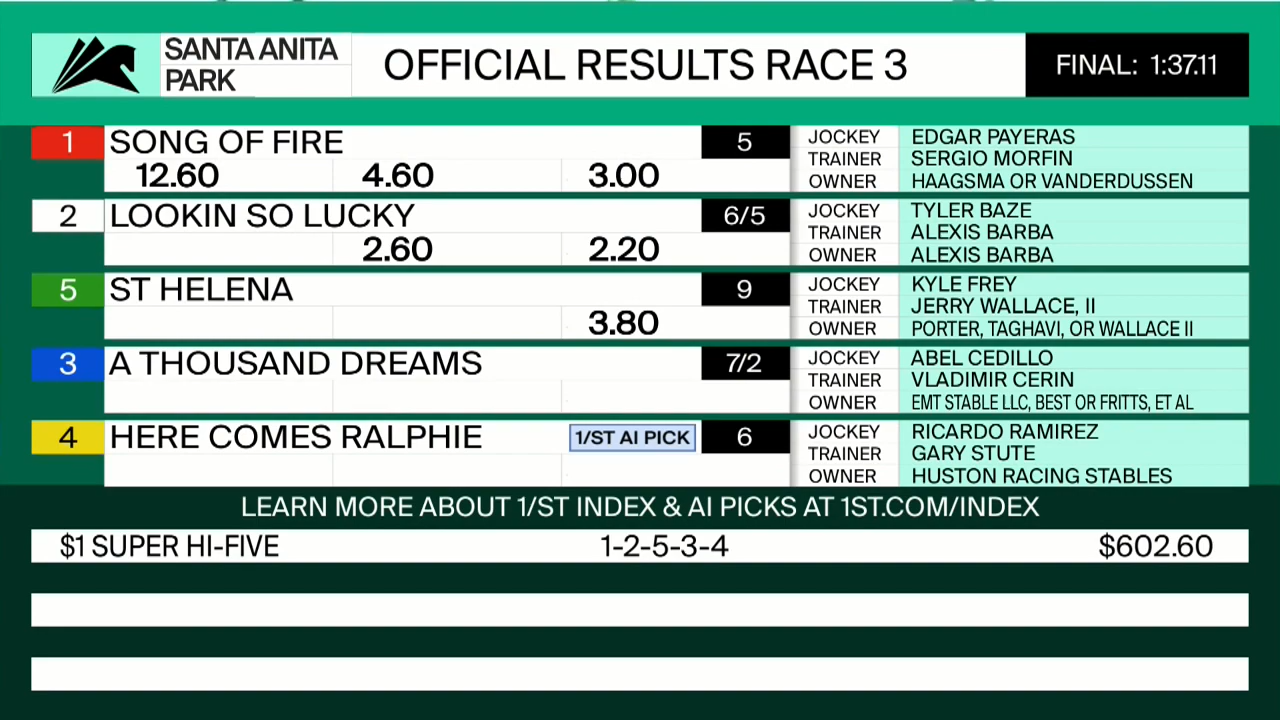 SANTA ANITA
PARK
OFFICIAL RESULTS RACE 3
FINAL: 1:37.11
1 SONG OF FIRE 5
12.60 4.60 3.00
JOCKEY EDGAR PAYERAS
TRAINER SERGIO MORFIN
OWNER HAAGSMA OR VANDERDUSSEN
2 LOOKIN SO LUCKY 6/5
2.60 2.20
JOCKEY TYLER BAZE
TRAINER ALEXIS BARBA
OWNER ALEXIS BARBA
5 ST HELENA 9
3.80
JOCKEY KYLE FREY
TRAINER JERRY WALLACE, II
OWNER PORTER, TAGHAVI, OR WALLACE II
3 A THOUSAND DREAMS 7/2
JOCKEY ABEL CEDILLO
TRAINER VLADIMIR CERIN
OWNER EMT STABLE LLC, BEST OR FRITTS, ET AL
4 HERE COMES RALPHIE 1/ST AI PICK 6
JOCKEY RICARDO RAMIREZ
TRAINER GARY STUTE
OWNER HUSTON RACING STABLES
LEARN MORE ABOUT 1/ST INDEX & AI PICKS AT 1ST.COM/INDEX
$1 SUPER HI-FIVE 1-2-5-3-4 $602.60